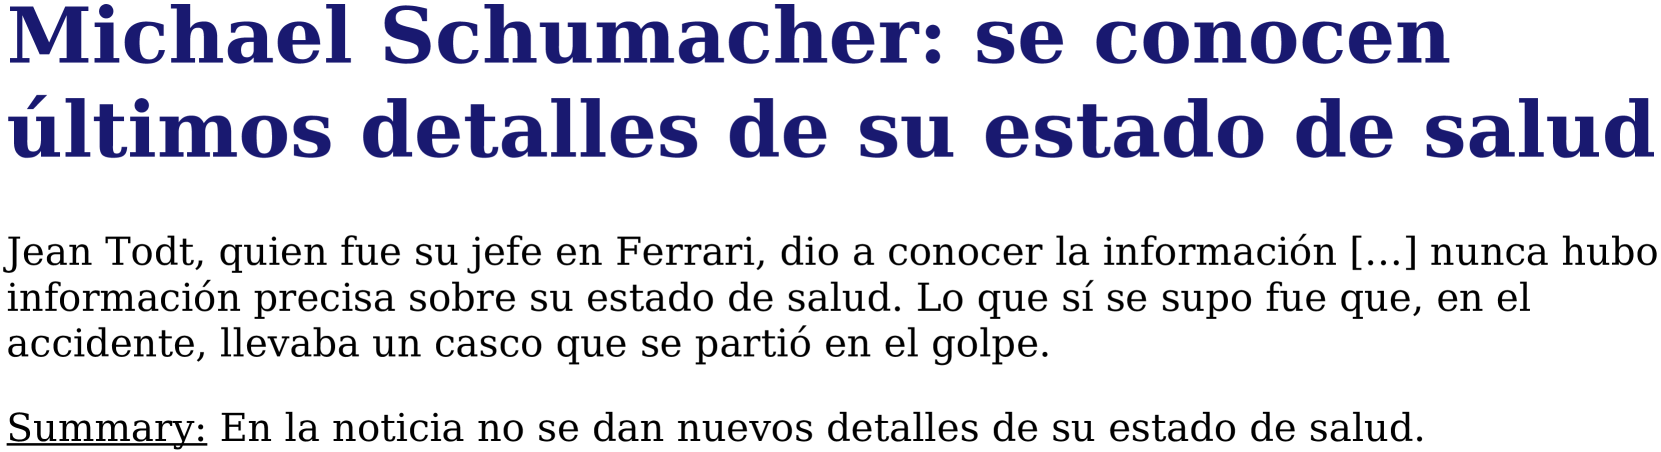 Michael Schumacher: se conocen
últimos detalles de su estado de salud
Jean Todt, quien fue su jefe en Ferrari, dio a conocer la información [...] nunca hubo
información precisa sobre su estado de salud. Lo que sí se supo fue que, en el
accidente, llevaba un casco que se partió en el golpe.
Summary: En la noticia no se dan nuevos detalles de su estado de salud.